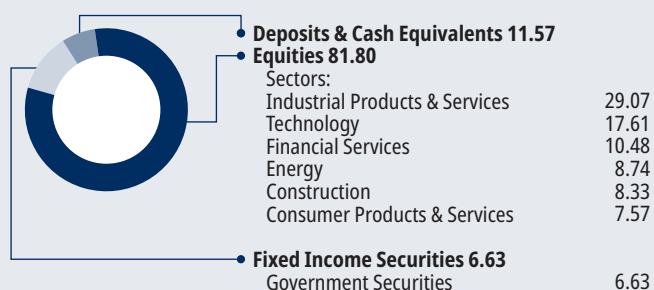 Deposits & Cash Equivalents 11.57
Equities 81.80
Sectors:
Industrial Products & Services 29.07
Technology 17.61
Financial Services 10.48
Energy 8.74
Construction 8.33
Consumer Products & Services 7.57
Fixed Income Securities 6.63
Government Securities 6.63